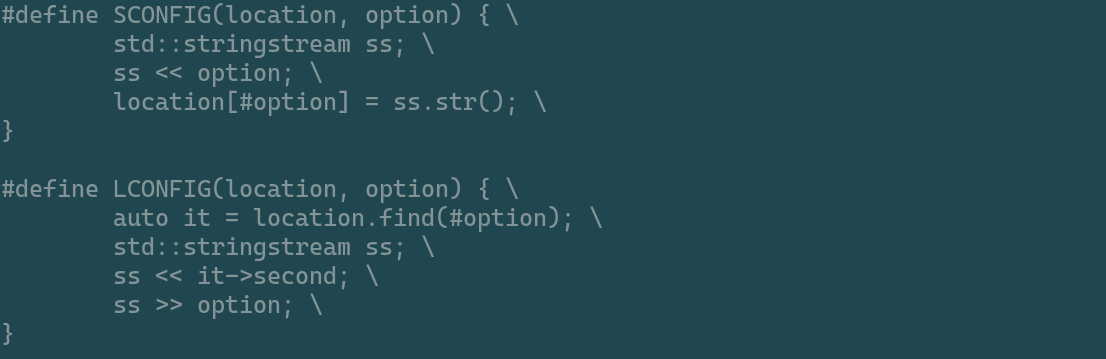 #define SCONFIG(location, option) { \
        std::stringstream ss; \
        ss << option; \
        location[#option] = ss.str(); \
}

#define LCONFIG(location, option) { \
        auto it = location.find(#option); \
        std::stringstream ss; \
        ss << it->second; \
        ss >> option; \
}